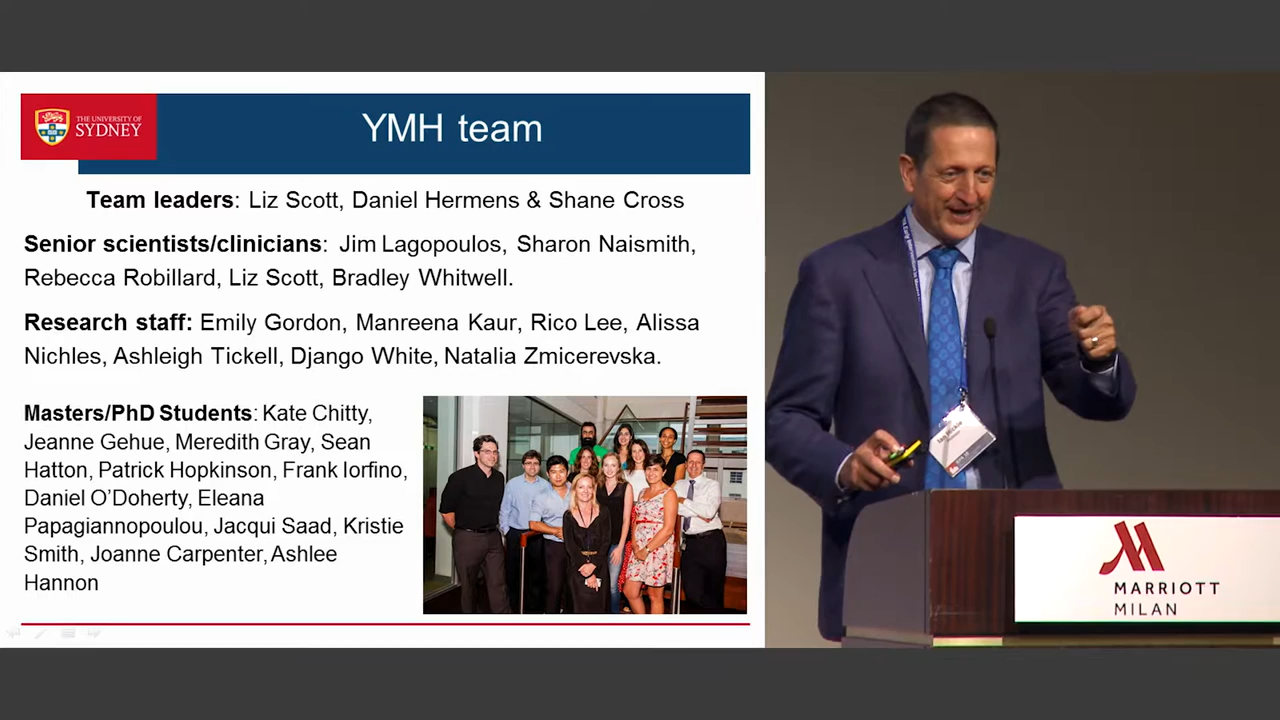 THE UNIVERSITY OF
SYDNEY
YMH team
Team leaders: Liz Scott, Daniel Hermens & Shane Cross
Senior scientists/clinicians: Jim Lagopoulos, Sharon Naismith,
Rebecca Robillard, Liz Scott, Bradley Whitwell.
Research staff: Emily Gordon, Manreena Kaur, Rico Lee, Alissa
Nichles, Ashleigh Tickell, Django White, Natalia Zmicerevska.
Masters/PhD Students: Kate Chitty,
Jeanne Gehue, Meredith Gray, Sean
Hatton, Patrick Hopkinson, Frank Iorfino,
Daniel O’Doherty, Eleana
Papagiannopoulou, Jacqui Saad, Kristie
Smith, Joanne Carpenter, Ashlee
Hannon
Ian Hickie
MARRIOTT
MILAN